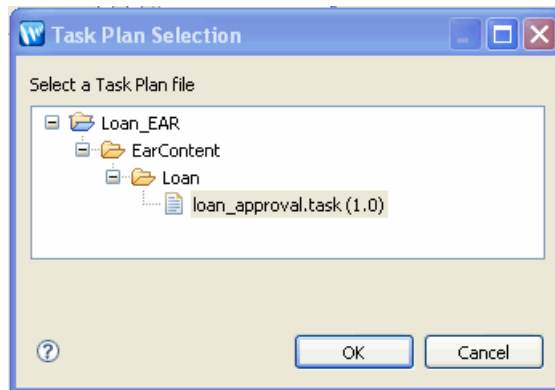 Task Plan Selection
Select a Task Plan file
Loan_EAR
EarContent
Loan
loan_approval.task (1.0)
OK Cancel